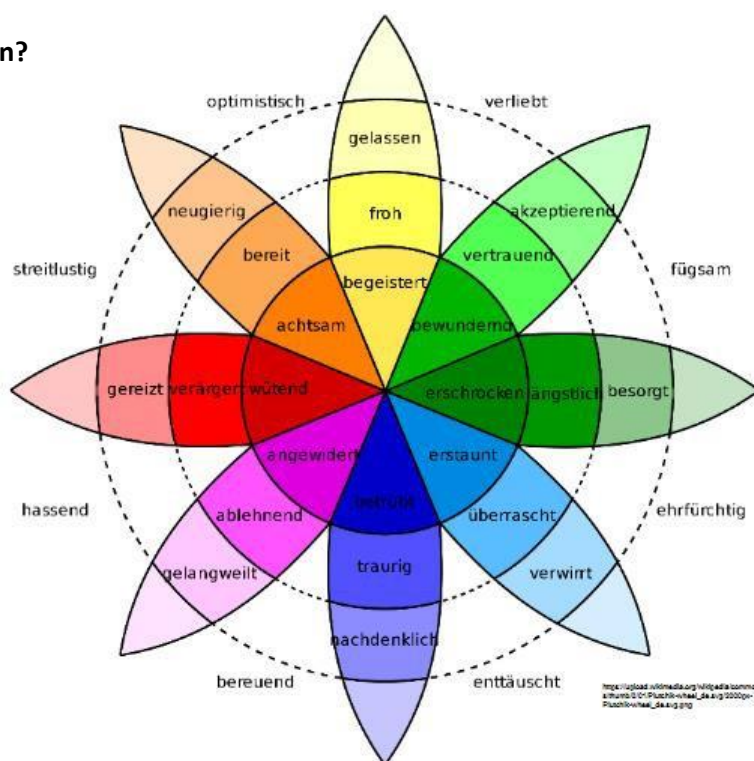 n?
optimistisch verliebt
gelassen
neugierig akzeptierend
froh
bereit vertrauend
streitlustig fügsam
begeistert
achtsam bewundernd
gereizt verärgert wütend erschrocken ängstlich besorgt
angewidert erstaunt
betrübt
hassend ablehnend überrascht ehrfürchtig
traurig
gelangweilt verwirrt
nachdenklich
bereuend enttäuscht